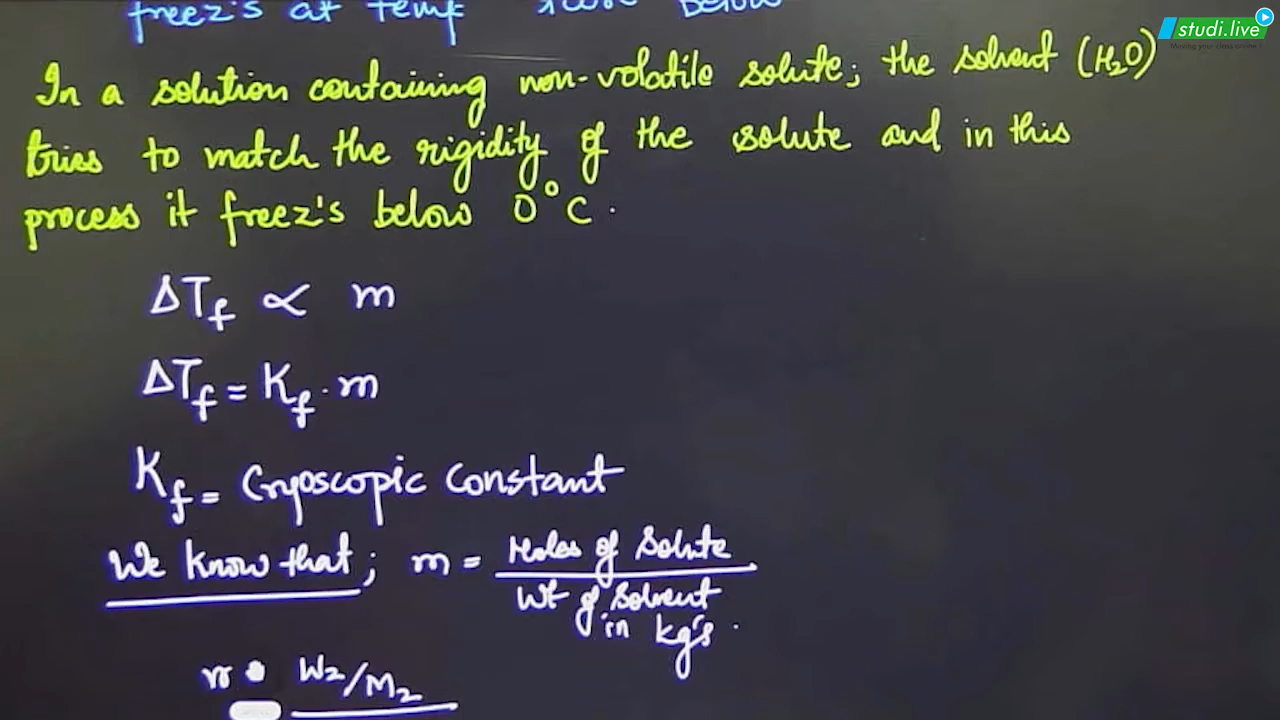 freez's at temp below
studi.live
In a solution containing non-volatile solute; the solvent (H₂O)
tries to match the rigidity of the solute and in this
process it freez's below 0°C.
ΔTf ∝ m
ΔTf = Kf · m
Kf = Cryoscopic Constant
We know that; m = Moles of Solute
Wt of Solvent
in kg's.
W₂/M₂